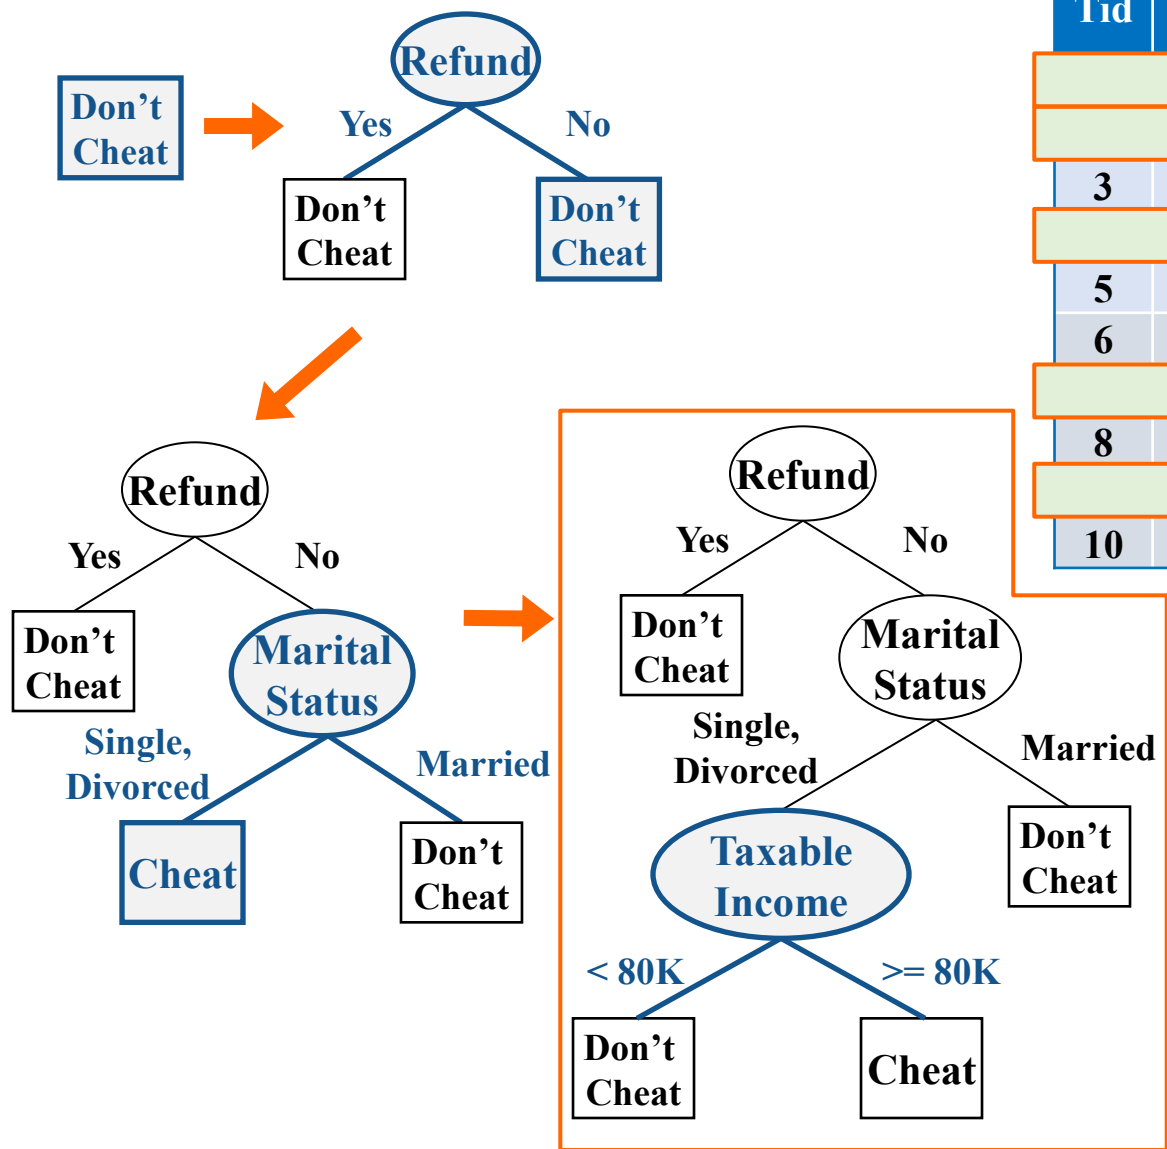 Refund
Don't
Cheat
Yes
No
Don't
Cheat
Don't
Cheat
Tid
3
5
6
8
10
Refund
Yes
No
Don't
Cheat
Marital
Status
Single,
Divorced
Married
Cheat
Don't
Cheat
Refund
Yes
No
Don't
Cheat
Marital
Status
Single,
Divorced
Married
Taxable
Income
Don't
Cheat
< 80K
>= 80K
Don't
Cheat
Cheat